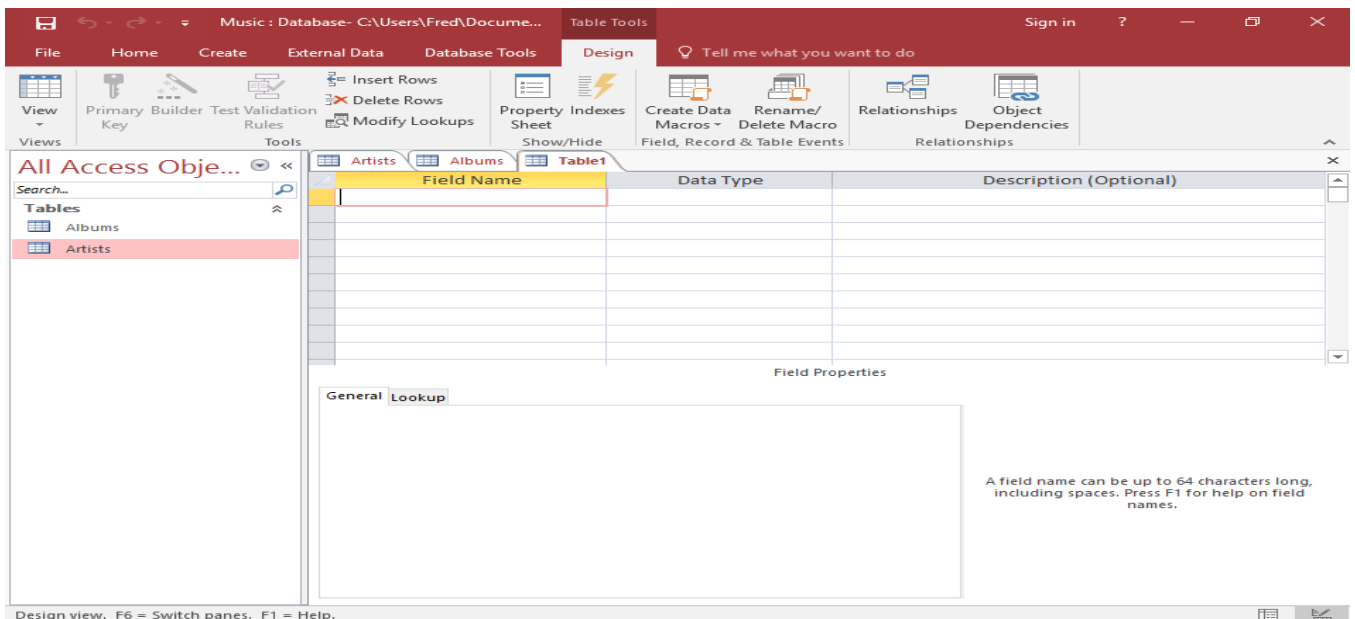 Music : Database- C:\Users\Fred\Docume... Table Tools Sign in ?
File Home Create External Data Database Tools Design Tell me what you want to do
View
Primary Key
Builder
Test Validation Rules
Insert Rows
Delete Rows
Modify Lookups
Property Sheet
Indexes
Create Data Macros
Rename/ Delete Macro
Relationships
Object Dependencies
Views Tools Show/Hide Field, Record & Table Events Relationships
All Access Obje... «
Search...
Tables
Albums
Artists
Artists Albums Table1
Field Name Data Type Description (Optional)
Field Properties
General Lookup
A field name can be up to 64 characters long,
including spaces. Press F1 for help on field
names.
Design view. F6 = Switch panes. F1 = Help.